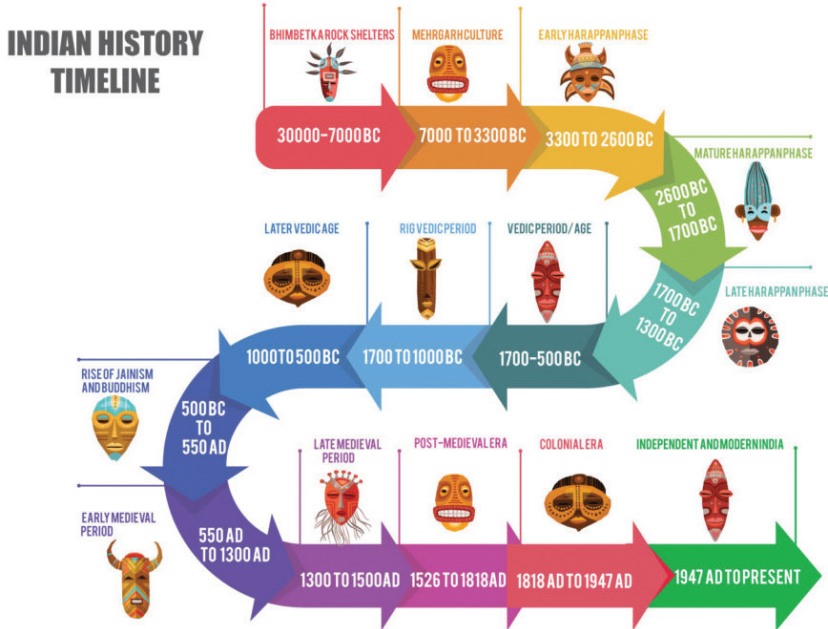 INDIAN HISTORY
TIMELINE
BHIMBETKA ROCK SHELTERS
MEHRGARH CULTURE
EARLY HARAPPAN PHASE
30000-7000 BC
7000 TO 3300 BC
3300 TO 2600 BC
MATURE HARAPPAN PHASE
2600 BC
TO
1700 BC
LATE HARAPPAN PHASE
1700 BC
TO
1300 BC
VEDIC PERIOD/ AGE
1700-500 BC
RIG VEDIC PERIOD
1700 TO 1000 BC
LATER VEDIC AGE
1000 TO 500 BC
RISE OF JAINISM
AND BUDDHISM
500 BC
TO
550 AD
EARLY MEDIEVAL
PERIOD
550 AD
TO 1300 AD
LATE MEDIEVAL
PERIOD
1300 TO 1500 AD
POST-MEDIEVAL ERA
1526 TO 1818 AD
COLONIAL ERA
1818 AD TO 1947 AD
INDEPENDENT AND MODERN INDIA
1947 AD TO PRESENT